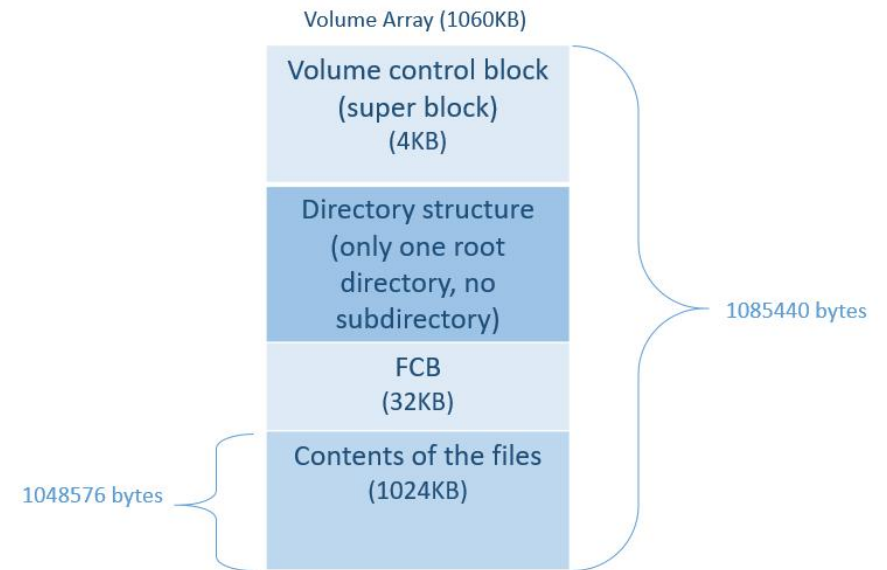 Volume Array (1060KB)
Volume control block
(super block)
(4KB)
Directory structure
(only one root
directory, no
subdirectory)
1085440 bytes
FCB
(32KB)
Contents of the files
(1024KB)
1048576 bytes